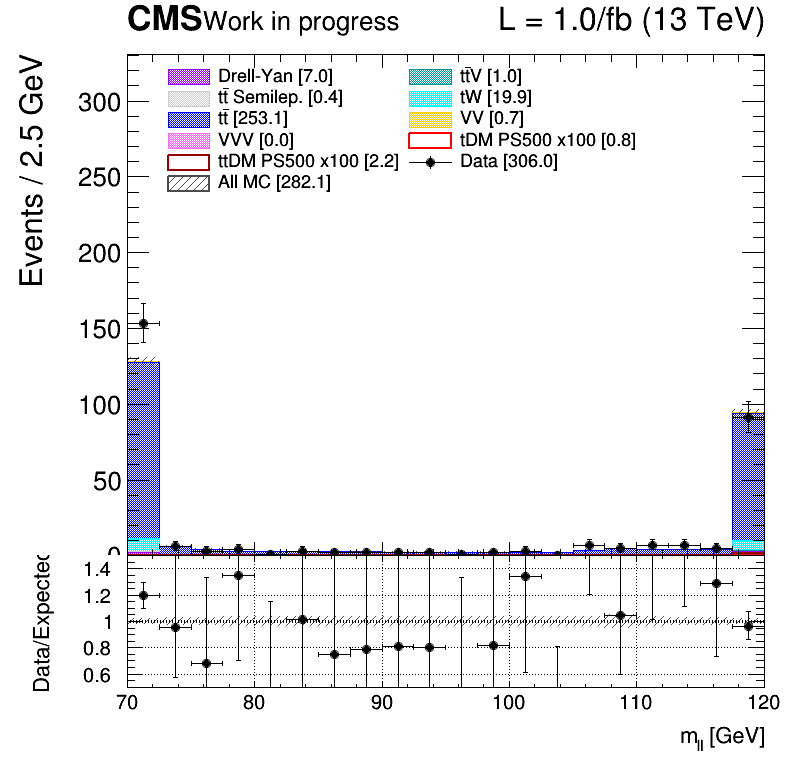 CMS Work in progress L = 1.0/fb (13 TeV)
Events / 2.5 GeV
Drell-Yan [7.0]
tt̄ Semilep. [0.4]
tt̄ [253.1]
VVV [0.0]
ttDM PS500 x100 [2.2]
All MC [282.1]
tt̄V [1.0]
tW [19.9]
VV [0.7]
tDM PS500 x100 [0.8]
Data [306.0]
300
250
200
150
100
50
0
Data/Expected
1.4
1.2
1
0.8
0.6
70 80 90 100 110 120
m_ll [GeV]